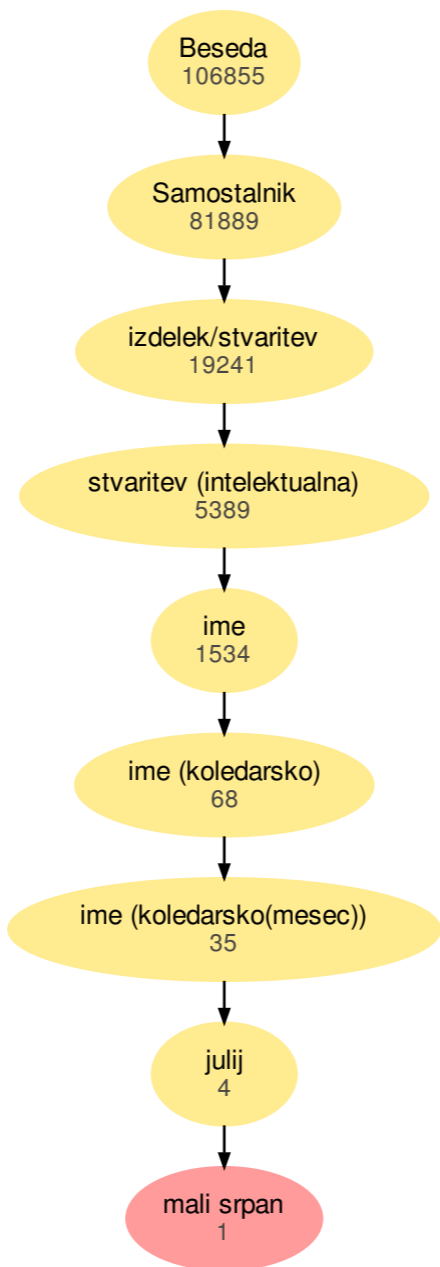 Beseda
106855
Samostalnik
81889
izdelek/stvaritev
19241
stvaritev (intelektualna)
5389
ime
1534
ime (koledarsko)
68
ime (koledarsko(mesec))
35
julij
4
mali srpan
1